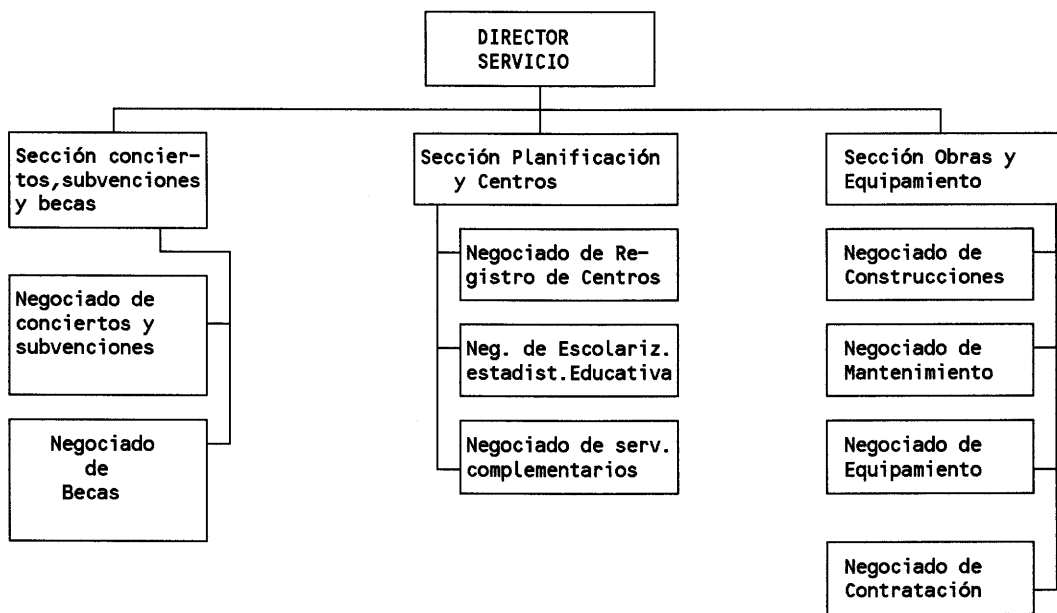 DIRECTOR
SERVICIO
Sección concier-
tos,subvenciones
y becas
Negociado de
conciertos y
subvenciones
Negociado
de
Becas
Sección Planificación
y Centros
Negociado de Re-
gistro de Centros
Neg. de Escolariz.
estadist.Educativa
Negociado de serv.
complementarios
Sección Obras y
Equipamiento
Negociado de
Construcciones
Negociado de
Mantenimiento
Negociado de
Equipamiento
Negociado de
Contratación